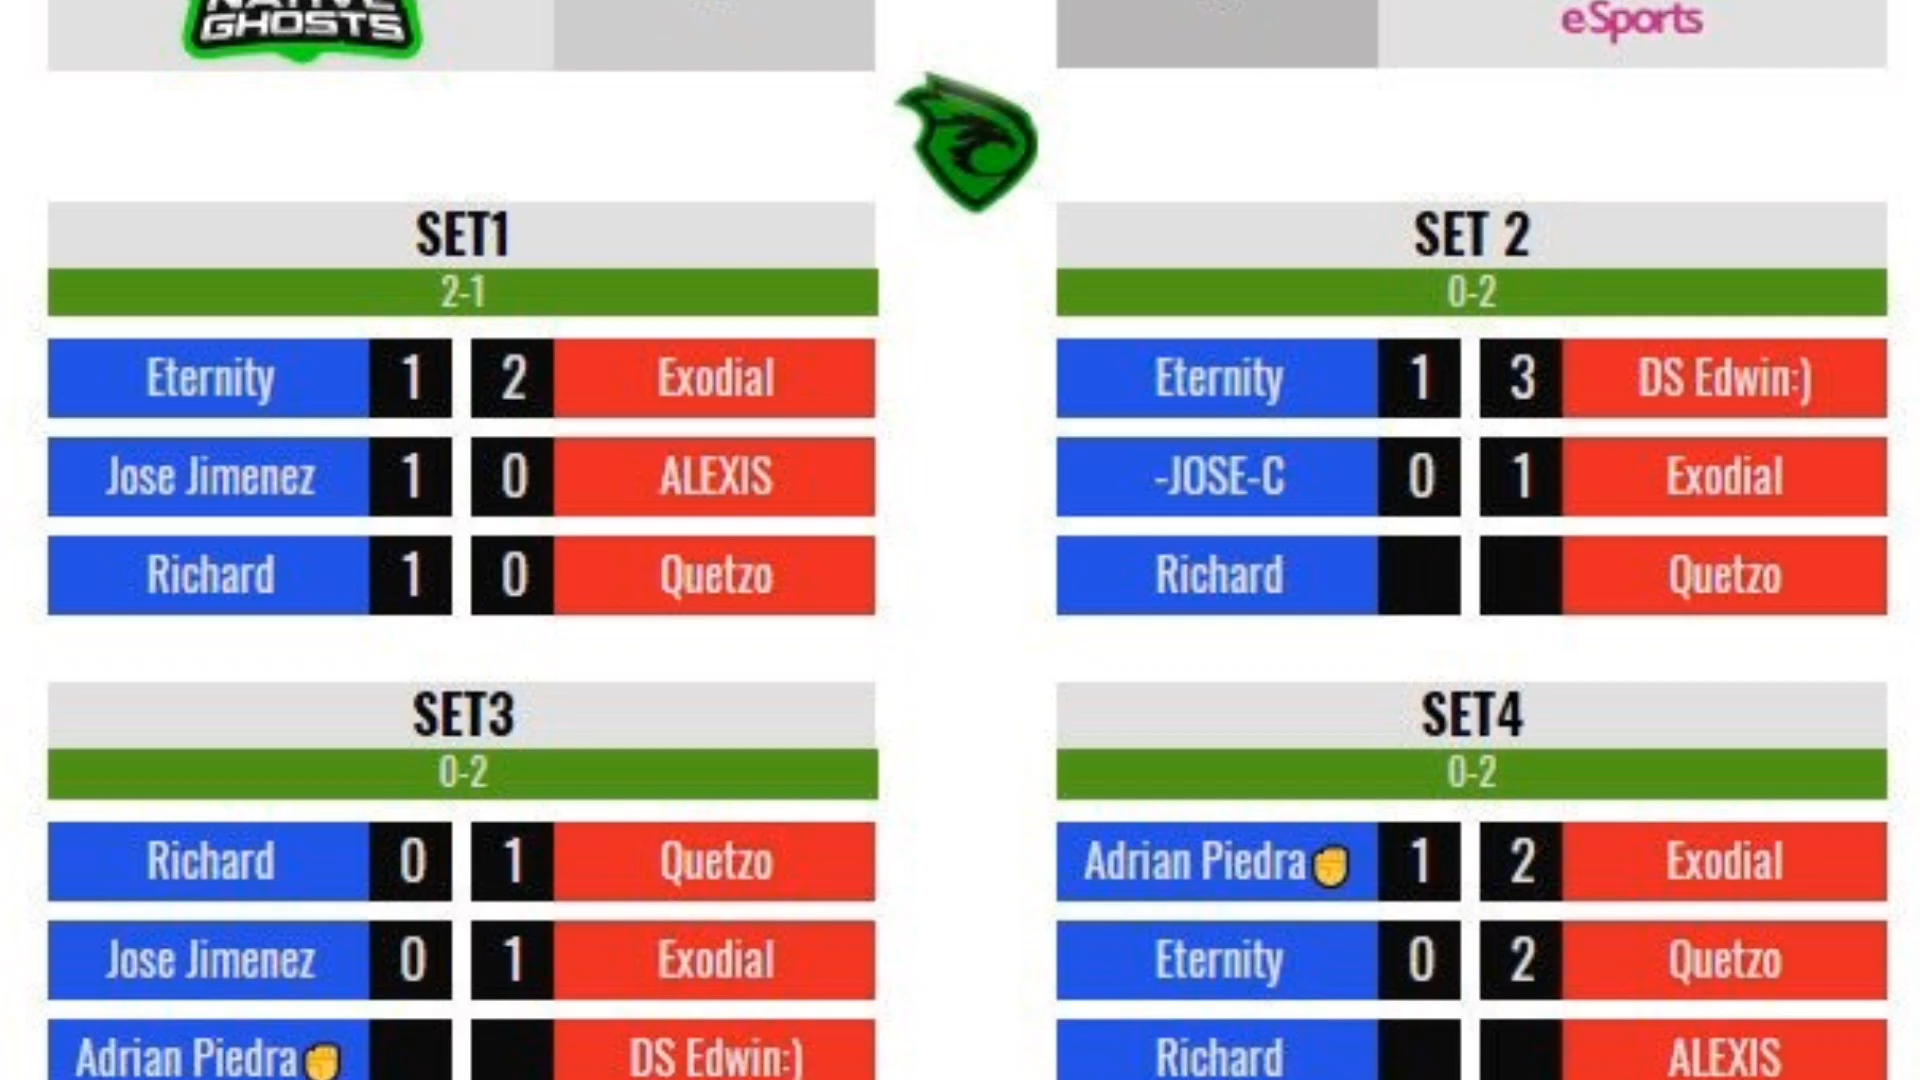 NATIVE
GHOSTS
eSports
SET1
2-1
Eternity 1 2 Exodial
Jose Jimenez 1 0 ALEXIS
Richard 1 0 Quetzo
SET 2
0-2
Eternity 1 3 DS Edwin:)
-JOSE-C 0 1 Exodial
Richard Quetzo
SET3
0-2
Richard 0 1 Quetzo
Jose Jimenez 0 1 Exodial
Adrian Piedra✊ DS Edwin:)
SET4
0-2
Adrian Piedra✊ 1 2 Exodial
Eternity 0 2 Quetzo
Richard ALEXIS